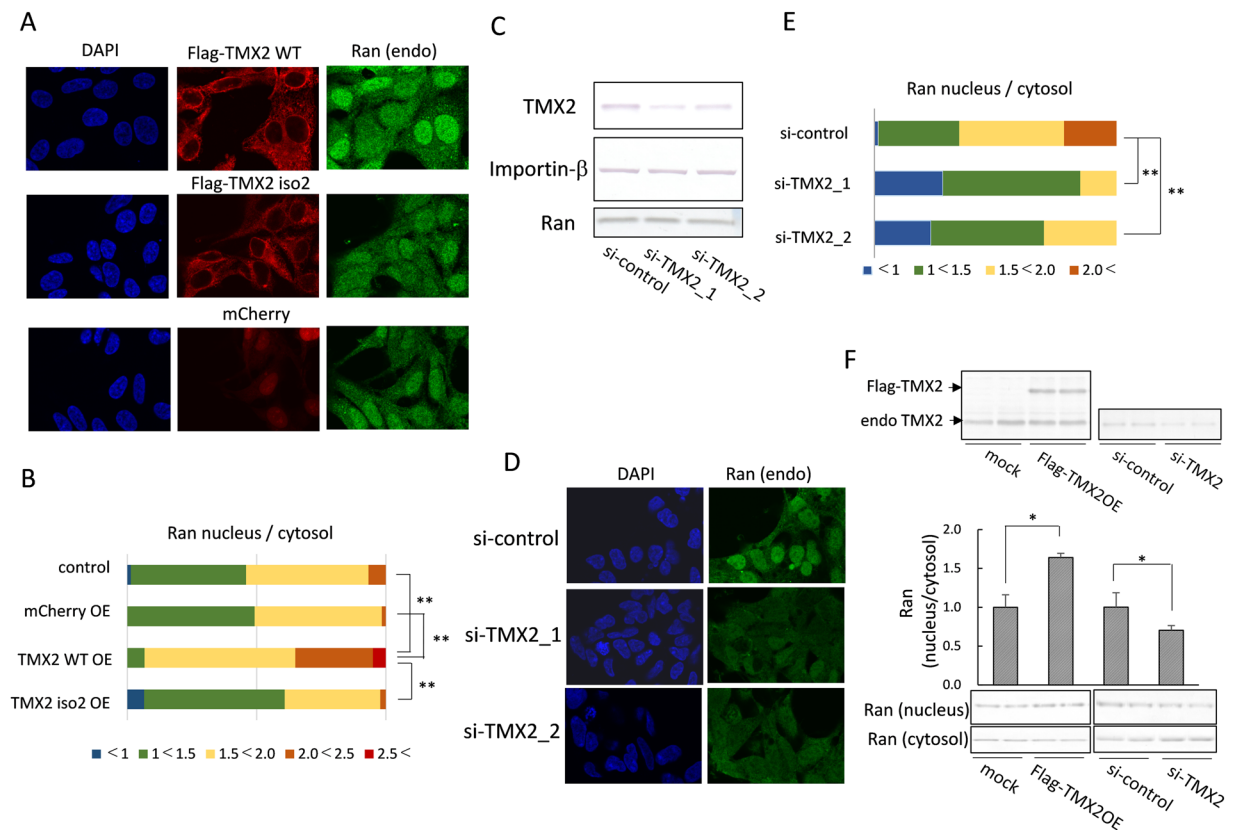 A
DAPI
Flag-TMX2 WT
Ran (endo)
Flag-TMX2 iso2
mCherry
B
Ran nucleus / cytosol
control
mCherry OE
TMX2 WT OE
TMX2 iso2 OE
**
**
**
<1 1<1.5 1.5<2.0 2.0<2.5 2.5<
C
TMX2
Importin-β
Ran
si-control
si-TMX2_1
si-TMX2_2
D
DAPI
Ran (endo)
si-control
si-TMX2_1
si-TMX2_2
E
Ran nucleus / cytosol
si-control
si-TMX2_1
si-TMX2_2
**
**
<1 1<1.5 1.5<2.0 2.0<
F
Flag-TMX2
endo TMX2
mock
Flag-TMX2OE
si-control
si-TMX2
Ran
(nucleus/cytosol)
2.0
1.5
1.0
0.5
0.0
*
*
Ran (nucleus)
Ran (cytosol)
mock
Flag-TMX2OE
si-control
si-TMX2